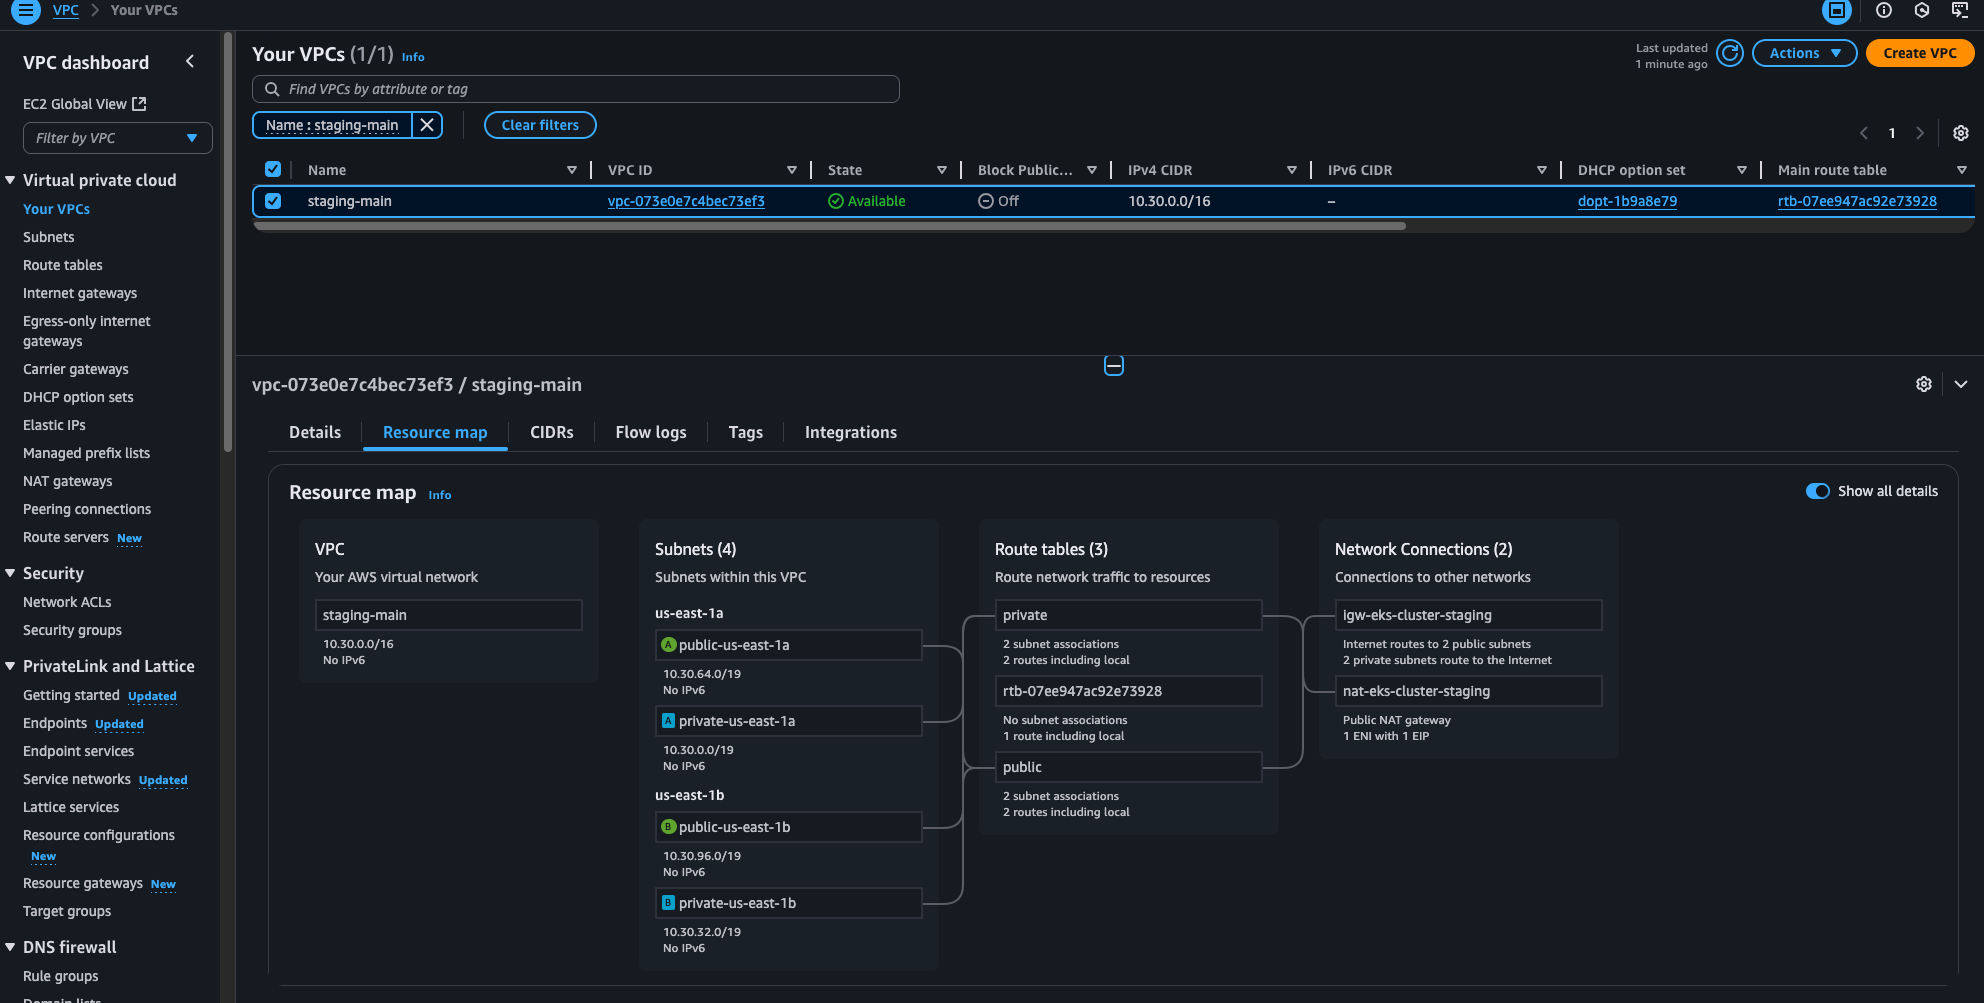 VPC
Your VPCs
VPC dashboard
EC2 Global View
Filter by VPC
Virtual private cloud
Your VPCs
Subnets
Route tables
Internet gateways
Egress-only internet
gateways
Carrier gateways
DHCP option sets
Elastic IPs
Managed prefix lists
NAT gateways
Peering connections
Route servers New
Security
Network ACLs
Security groups
PrivateLink and Lattice
Getting started Updated
Endpoints Updated
Endpoint services
Service networks Updated
Lattice services
Resource configurations
New
Resource gateways New
Target groups
DNS firewall
Rule groups
Domain lists
Your VPCs (1/1) Info
Last updated
1 minute ago
Actions
Create VPC
Find VPCs by attribute or tag
Name : staging-main
Clear filters
1
Name VPC ID State Block Public... IPv4 CIDR IPv6 CIDR DHCP option set Main route table
staging-main vpc-073e0e7c4bec73ef3 Available Off 10.30.0.0/16 – dopt-1b9a8e79 rtb-07ee947ac92e73928
vpc-073e0e7c4bec73ef3 / staging-main
Details Resource map CIDRs Flow logs Tags Integrations
Resource map Info
Show all details
VPC
Your AWS virtual network
staging-main
10.30.0.0/16
No IPv6
Subnets (4)
Subnets within this VPC
us-east-1a
A public-us-east-1a
10.30.64.0/19
No IPv6
A private-us-east-1a
10.30.0.0/19
No IPv6
us-east-1b
B public-us-east-1b
10.30.96.0/19
No IPv6
B private-us-east-1b
10.30.32.0/19
No IPv6
Route tables (3)
Route network traffic to resources
private
2 subnet associations
2 routes including local
rtb-07ee947ac92e73928
No subnet associations
1 route including local
public
2 subnet associations
2 routes including local
Network Connections (2)
Connections to other networks
igw-eks-cluster-staging
Internet routes to 2 public subnets
2 private subnets route to the Internet
nat-eks-cluster-staging
Public NAT gateway
1 ENI with 1 EIP